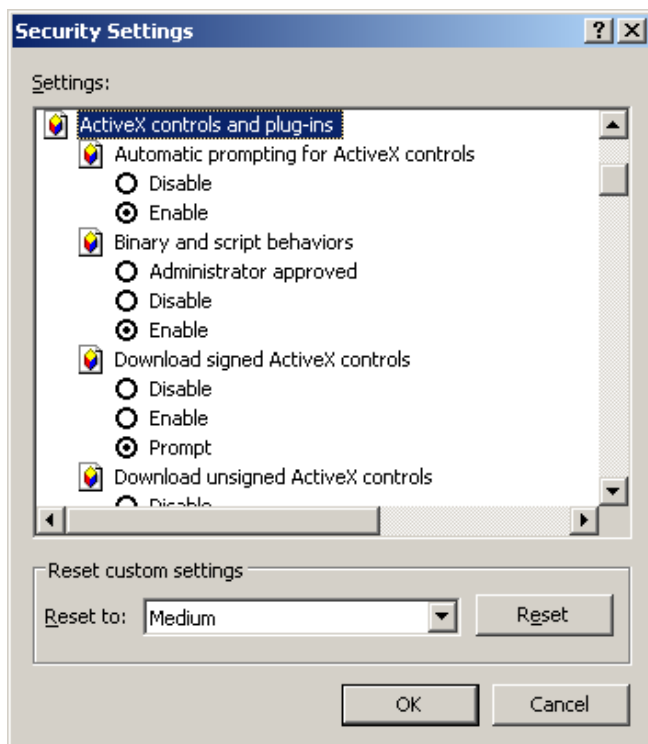 Security Settings
Settings:
ActiveX controls and plug-ins
Automatic prompting for ActiveX controls
Disable
Enable
Binary and script behaviors
Administrator approved
Disable
Enable
Download signed ActiveX controls
Disable
Enable
Prompt
Download unsigned ActiveX controls
Disable
Reset custom settings
Reset to: Medium Reset
OK Cancel